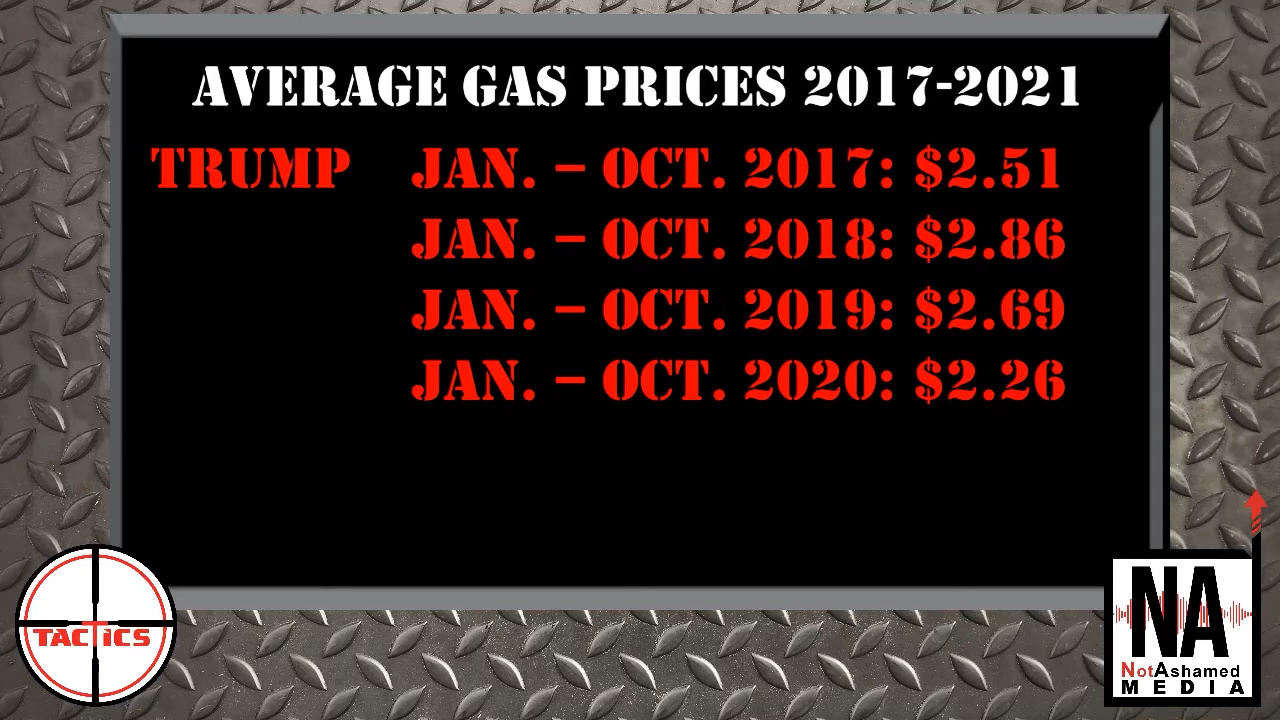 AVERAGE GAS PRICES 2017-2021
TRUMP JAN. – OCT. 2017: $2.51
JAN. – OCT. 2018: $2.86
JAN. – OCT. 2019: $2.69
JAN. – OCT. 2020: $2.26
TACTICS
NA
NotAshamed
MEDIA